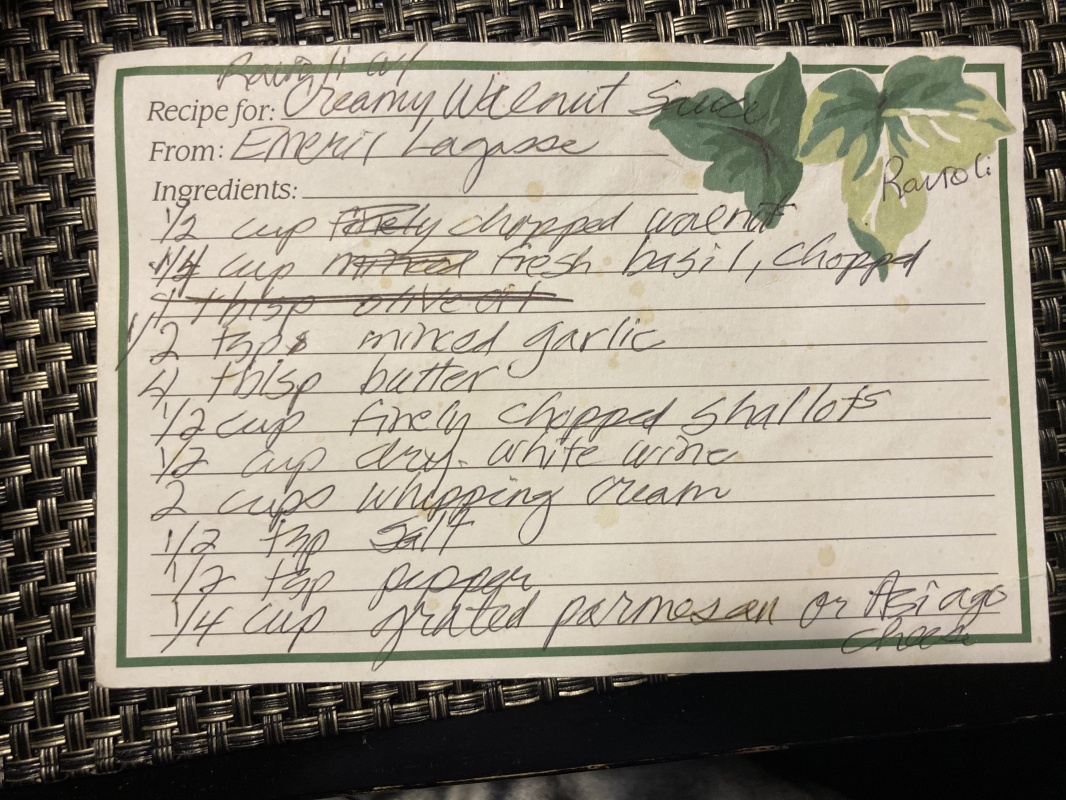 Ravioli w/
Recipe for: Creamy Walnut Sauce
From: Emeril Lagasse
Ravioli
Ingredients:
1/2 cup finely chopped walnut
1/4 cup minced fresh basil, chopped
1 tblsp olive oil
1/2 tsps minced garlic
4 tblsp butter
1/2 cup finely chopped shallots
1/2 cup dry white wine
2 cups whipping cream
1/2 tsp salt
1/2 tsp pepper
1/4 cup grated parmesan or Asiago
cheese